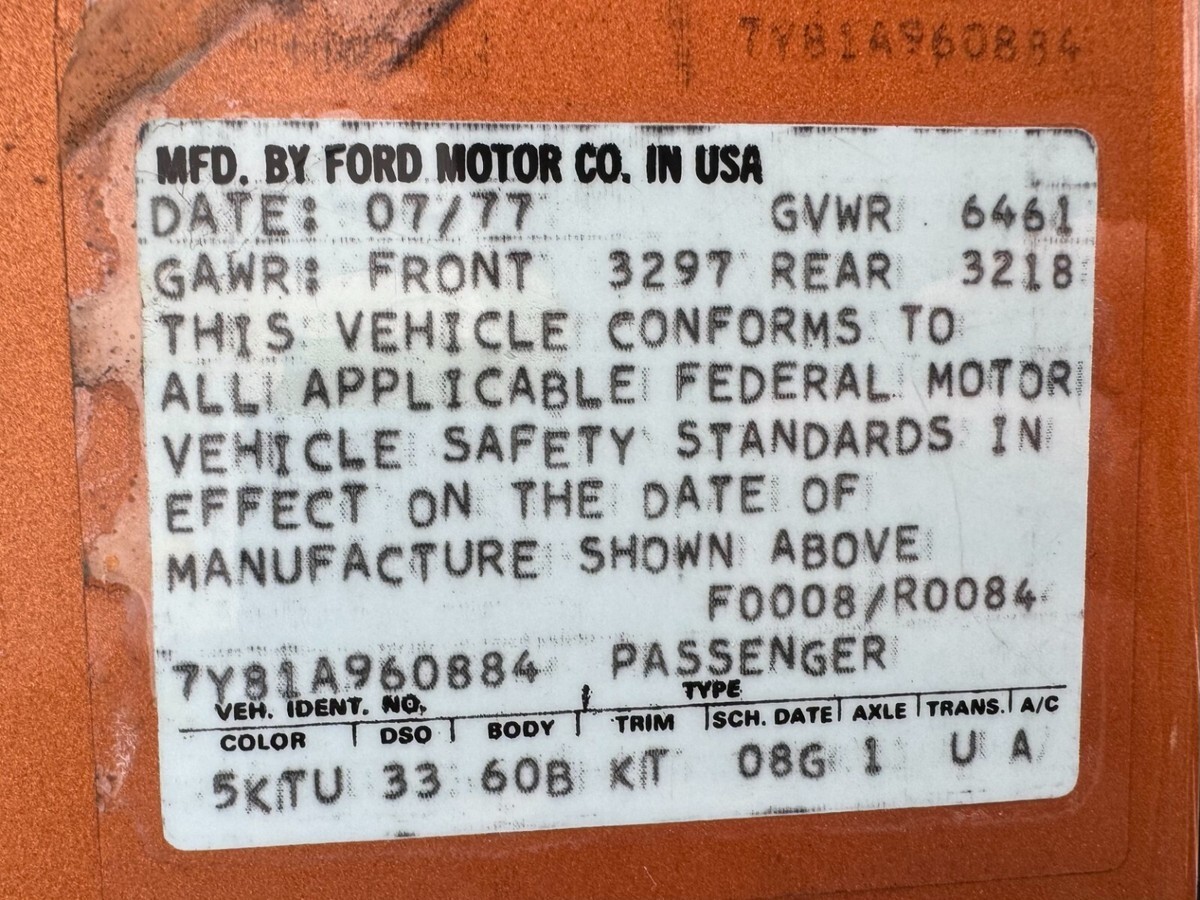 7Y81A960884
MFD. BY FORD MOTOR CO. IN USA
DATE: 07/77 GVWR 6461
GAWR: FRONT 3297 REAR 3218
THIS VEHICLE CONFORMS TO
ALL APPLICABLE FEDERAL MOTOR
VEHICLE SAFETY STANDARDS IN
EFFECT ON THE DATE OF
MANUFACTURE SHOWN ABOVE
F0008/R0084
7Y81A960884 PASSENGER
VEH. IDENT. NO. TYPE
COLOR DSO BODY TRIM SCH. DATE AXLE TRANS. A/C
5KTU 33 60B KT 08G 1 U A